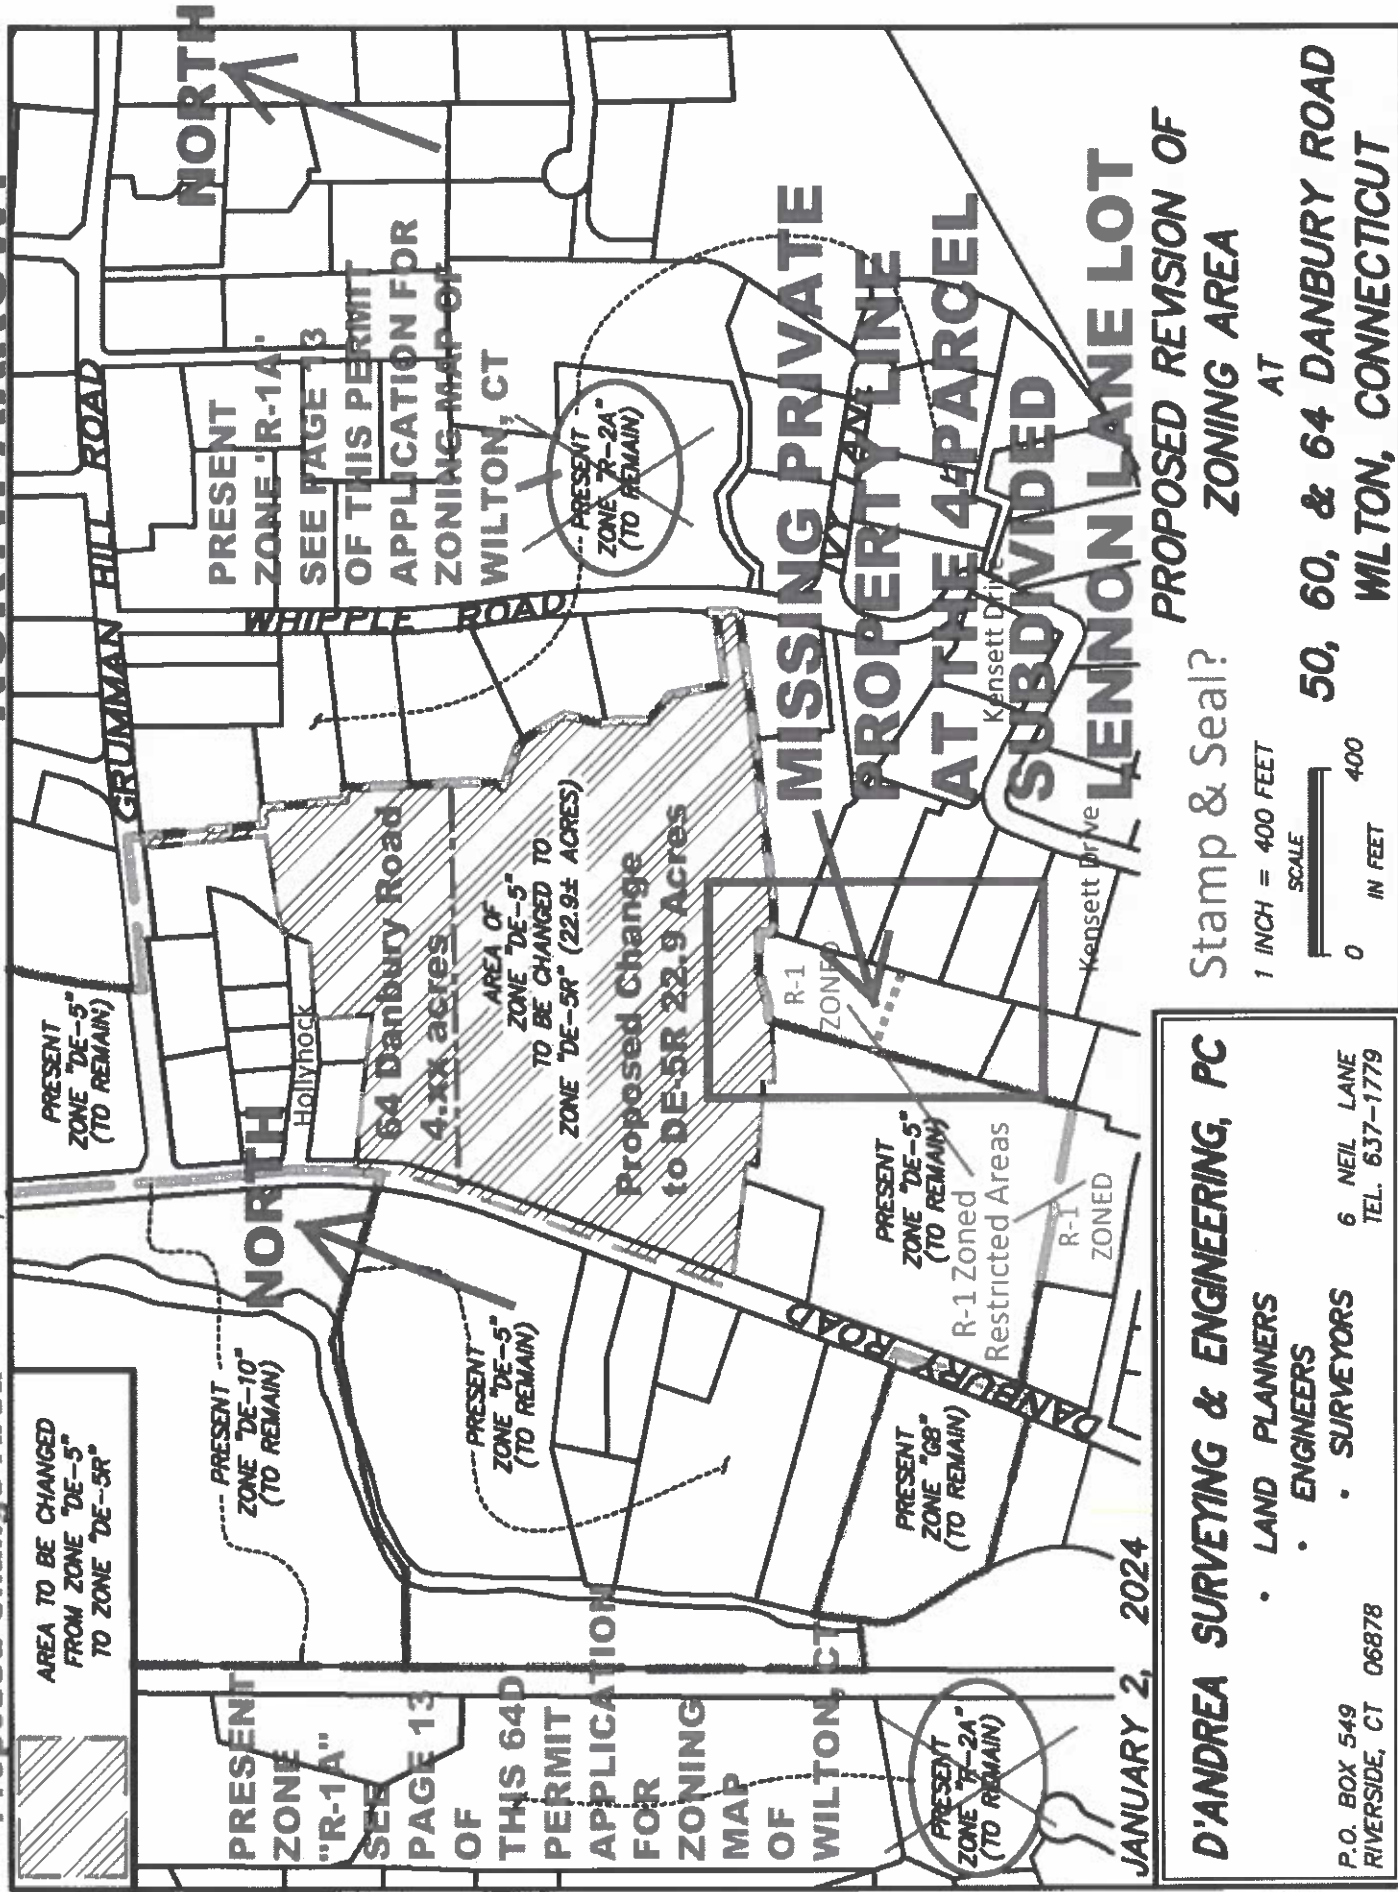 AREA TO BE CHANGED
FROM ZONE "DE-5"
TO ZONE "DE-5R"
PRESENT
ZONE "DE-10"
(TO REMAIN)
PRESENT
ZONE "DE-5"
(TO REMAIN)
GRUMMAN HILL ROAD
NORTH
NORTH
Hollyhock
PRESENT
ZONE "R-1A"
SEE PAGE 13
OF THIS PERMIT
APPLICATION FOR
ZONING MAP OF
WILTON, CT
WHIPPLE ROAD
PRESENT
ZONE "R-2A"
(TO REMAIN)
64 Danbury Road
4.xx acres
AREA OF
ZONE "DE-5"
TO BE CHANGED TO
ZONE "DE-5R" (22.9± ACRES)
Proposed Change
to DE-5R 22.9 Acres
PRESENT
ZONE "DE-5"
(TO REMAIN)
PRESENT
ZONE
"R-1A"
SEE
PAGE 13
OF
THIS 64D
PERMIT
APPLICATION
FOR
ZONING
MAP
OF
WILTON, CT
DANBURY ROAD
PRESENT
ZONE "GB"
(TO REMAIN)
PRESENT
ZONE "DE-5"
(TO REMAIN)
R-1
ZONED
R-1 Zoned
Restricted Areas
R-1
ZONED
MISSING PRIVATE
PROPERTY LINE
AT THE 4+ PARCEL
SUBDIVIDED
LENNON LANE LOT
IVY LANE
Kensett Drive
Kensett Drive
PRESENT
ZONE "R-2A"
(TO REMAIN)
JANUARY 2, 2024
Stamp & Seal?
1 INCH = 400 FEET
SCALE
0 400
IN FEET
PROPOSED REVISION OF
ZONING AREA
AT
50, 60, & 64 DANBURY ROAD
WILTON, CONNECTICUT
D'ANDREA SURVEYING & ENGINEERING, PC
• LAND PLANNERS
• ENGINEERS
• SURVEYORS
P.O. BOX 549
RIVERSIDE, CT 06878
6 NEIL LANE
TEL. 637-1779